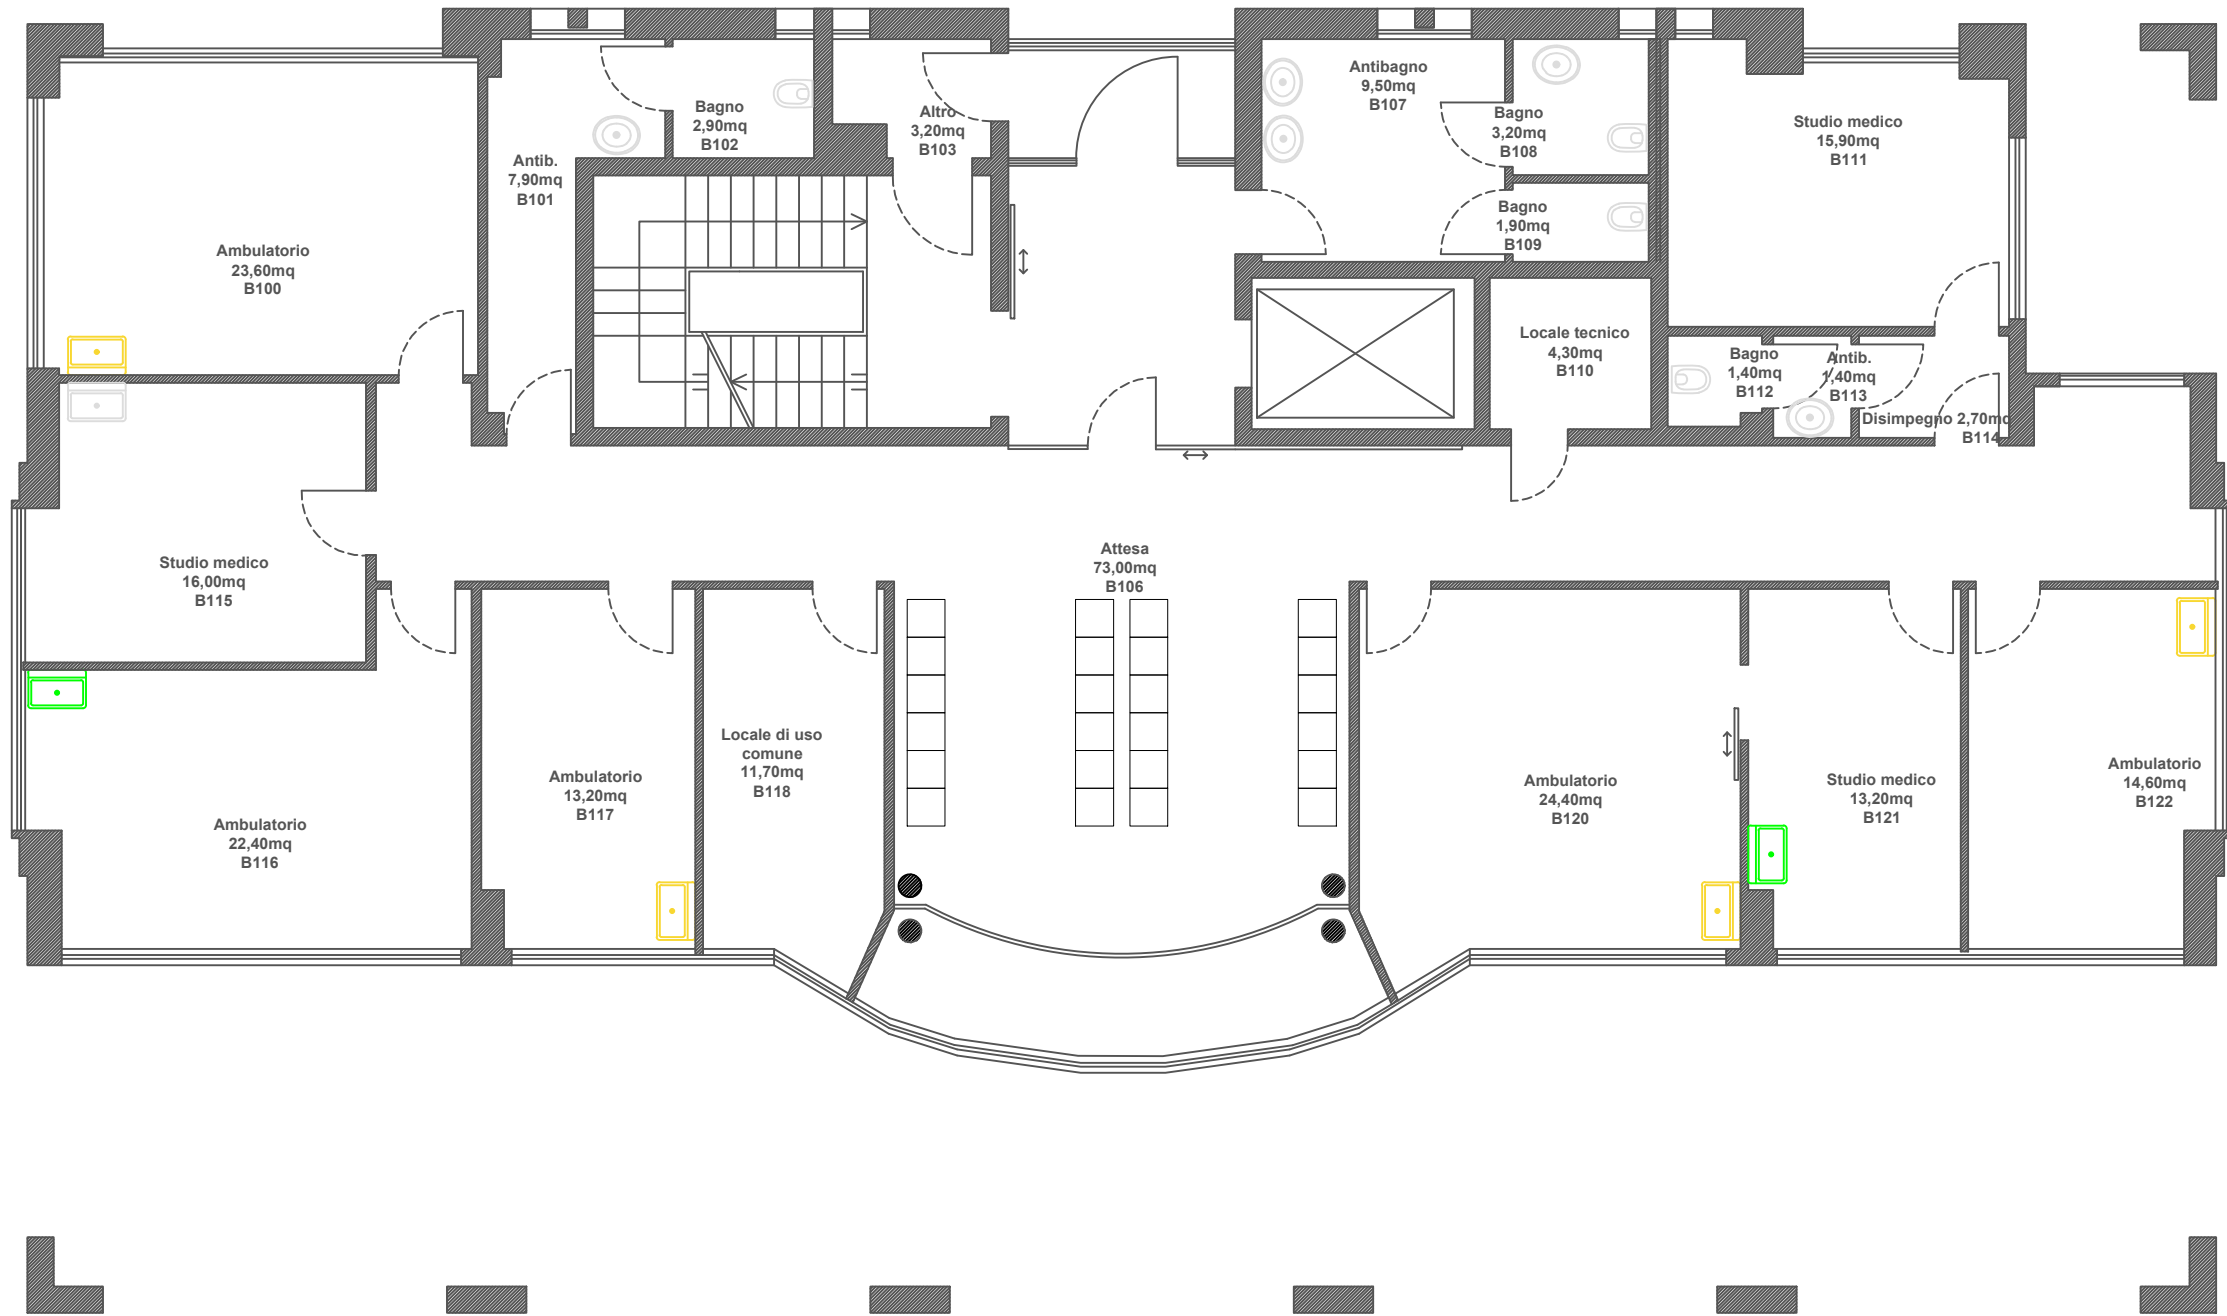 Antibagno
9,50mq
B107
Bagno
2,90mq
B102
Altro
3,20mq
B103
Bagno
3,20mq
B108
Studio medico
15,90mq
B111
Antib.
7,90mq
B101
Bagno
1,90mq
B109
Ambulatorio
23,60mq
B100
Locale tecnico
4,30mq
B110
Bagno
1,40mq
B112
Antib.
1,40mq
B113
Disimpegno 2,70mq
B114
Studio medico
16,00mq
B115
Attesa
73,00mq
B106
Locale di uso
comune
11,70mq
B118
Ambulatorio
13,20mq
B117
Ambulatorio
22,40mq
B116
Ambulatorio
24,40mq
B120
Studio medico
13,20mq
B121
Ambulatorio
14,60mq
B122